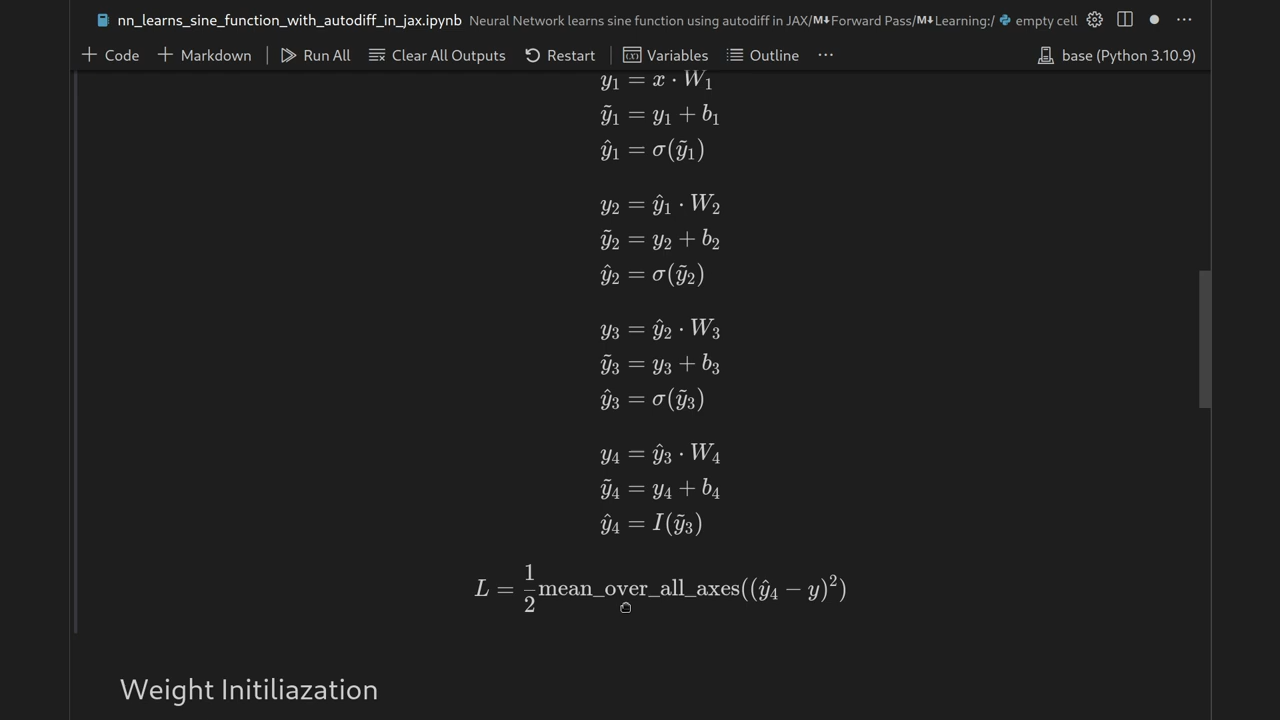 nn_learns_sine_function_with_autodiff_in_jax.ipynb Neural Network learns sine function using autodiff in JAX/M↓Forward Pass/M↓Learning:/ empty cell ...
+ Code + Markdown Run All Clear All Outputs Restart Variables Outline ... base (Python 3.10.9)
y₁ = x · W₁
ỹ₁ = y₁ + b₁
ŷ₁ = σ(ỹ₁)
y₂ = ŷ₁ · W₂
ỹ₂ = y₂ + b₂
ŷ₂ = σ(ỹ₂)
y₃ = ŷ₂ · W₃
ỹ₃ = y₃ + b₃
ŷ₃ = σ(ỹ₃)
y₄ = ŷ₃ · W₄
ỹ₄ = y₄ + b₄
ŷ₄ = I(ỹ₃)
L = 1/2 mean_over_all_axes((ŷ₄ − y)²)
Weight Initiliazation